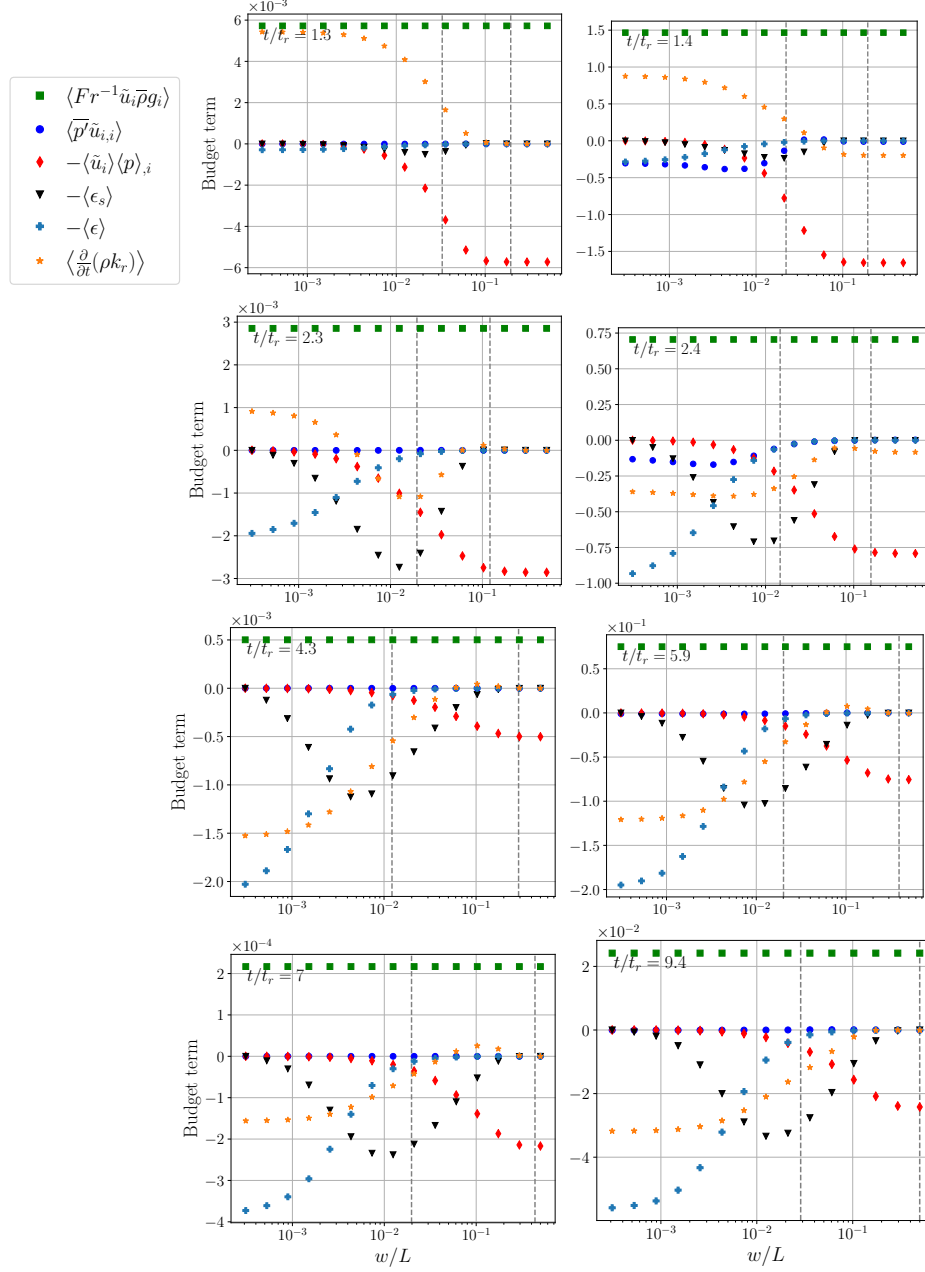 ⟨Fr⁻¹ũᵢρ̅gᵢ⟩
⟨p̅′ũᵢ,ᵢ⟩
−⟨ũᵢ⟩⟨p⟩,ᵢ
−⟨ϵₛ⟩
−⟨ϵ⟩
⟨∂/∂t(ρkᵣ)⟩
×10⁻³
t/tᵣ = 1.3
6
4
2
0
−2
−4
−6
Budget term
10⁻³ 10⁻² 10⁻¹
t/tᵣ = 1.4
1.5
1.0
0.5
0.0
−0.5
−1.0
−1.5
10⁻³ 10⁻² 10⁻¹
×10⁻³
t/tᵣ = 2.3
3
2
1
0
−1
−2
−3
Budget term
10⁻³ 10⁻² 10⁻¹
t/tᵣ = 2.4
0.75
0.50
0.25
0.00
−0.25
−0.50
−0.75
−1.00
10⁻³ 10⁻² 10⁻¹
×10⁻³
t/tᵣ = 4.3
0.5
0.0
−0.5
−1.0
−1.5
−2.0
Budget term
10⁻³ 10⁻² 10⁻¹
×10⁻¹
t/tᵣ = 5.9
0.5
0.0
−0.5
−1.0
−1.5
−2.0
10⁻³ 10⁻² 10⁻¹
×10⁻⁴
t/tᵣ = 7
2
1
0
−1
−2
−3
−4
Budget term
10⁻³ 10⁻² 10⁻¹
w/L
×10⁻²
t/tᵣ = 9.4
2
0
−2
−4
10⁻³ 10⁻² 10⁻¹
w/L